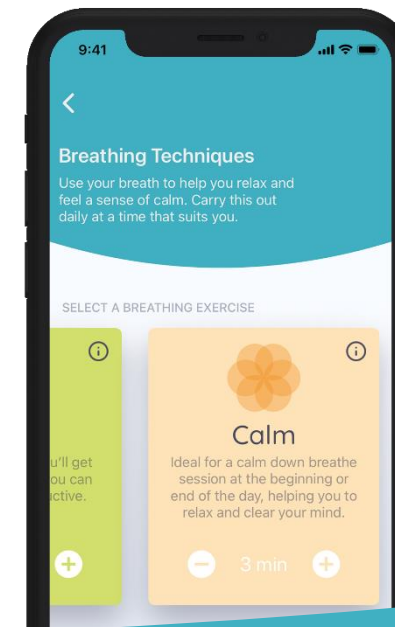 9:41
Breathing Techniques
Use your breath to help you relax and
feel a sense of calm. Carry this out
daily at a time that suits you.
SELECT A BREATHING EXERCISE
Calm
Ideal for a calm down breathe
session at the beginning or
end of the day, helping you to
relax and clear your mind.
3 min